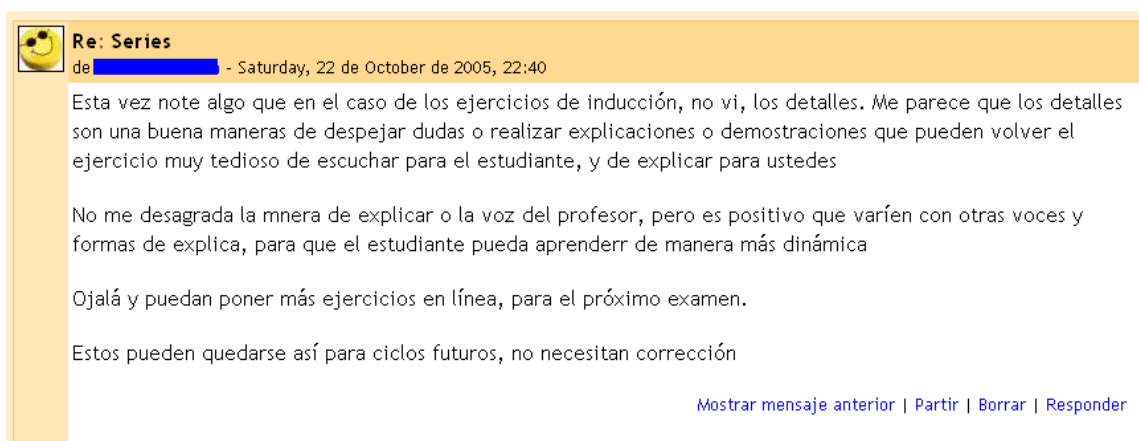 Re: Series
de - Saturday, 22 de October de 2005, 22:40
Esta vez note algo que en el caso de los ejercicios de inducción, no vi, los detalles. Me parece que los detalles
son una buena maneras de despejar dudas o realizar explicaciones o demostraciones que pueden volver el
ejercicio muy tedioso de escuchar para el estudiante, y de explicar para ustedes
No me desagrada la mnera de explicar o la voz del profesor, pero es positivo que varíen con otras voces y
formas de explica, para que el estudiante pueda aprenderr de manera más dinámica
Ojalá y puedan poner más ejercicios en línea, para el próximo examen.
Estos pueden quedarse así para ciclos futuros, no necesitan corrección
Mostrar mensaje anterior | Partir | Borrar | Responder